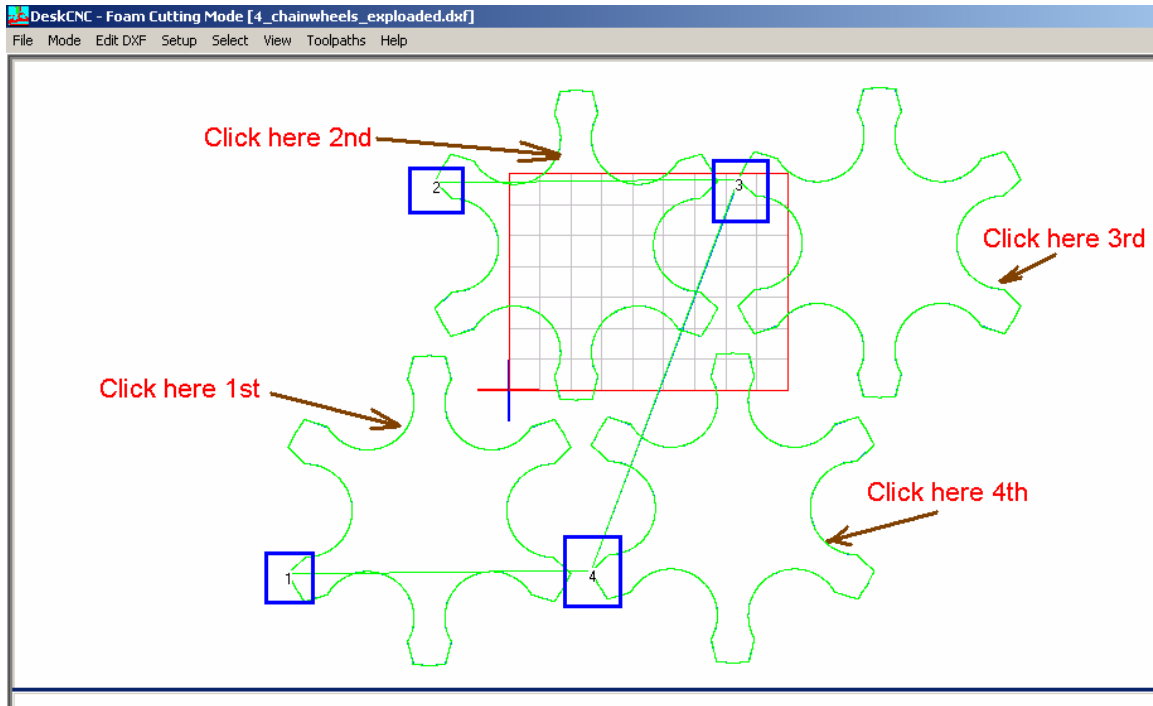 DeskCNC - Foam Cutting Mode [4_chainwheels_exploaded.dxf]
File Mode Edit DXF Setup Select View Toolpaths Help
Click here 2nd
2
3
Click here 3rd
Click here 1st
Click here 4th
1
4